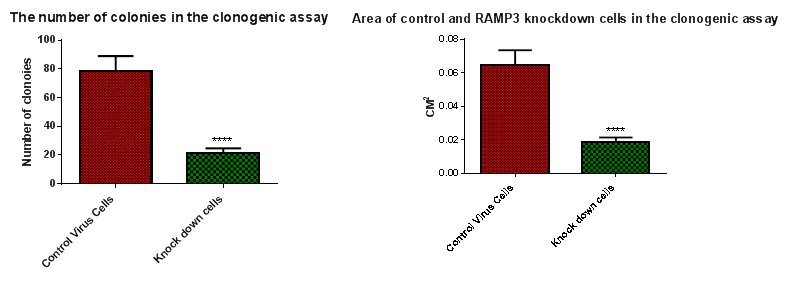 The number of colonies in the clonogenic assay
100
80
60
40
20
0
Number of clonoies
****
Control Virus Cells
Knock down cells
Area of control and RAMP3 knockdown cells in the clonogenic assay
0.08
0.06
0.04
0.02
0.00
CM²
****
Control Virus Cells
Knock down cells